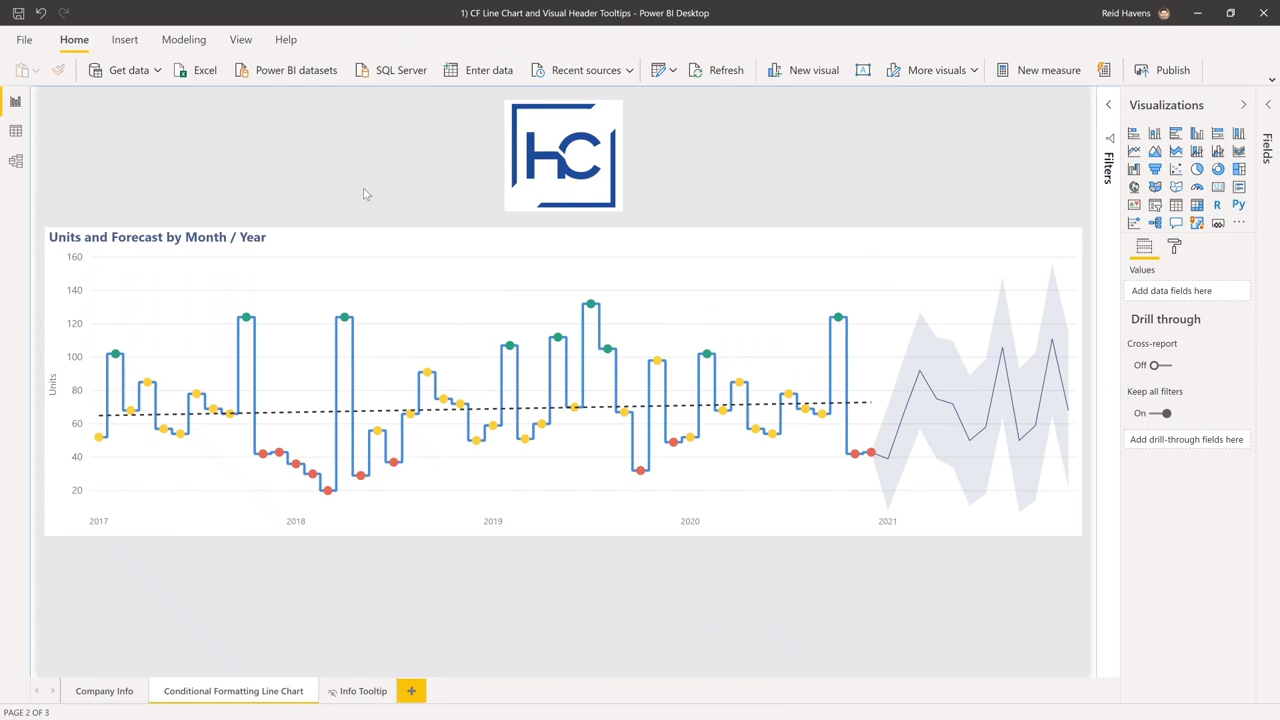 1) CF Line Chart and Visual Header Tooltips - Power BI Desktop
Reid Havens
File Home Insert Modeling View Help
Get data Excel Power BI datasets SQL Server Enter data Recent sources Refresh New visual More visuals New measure Publish
hC
Filters
Visualizations
Fields
R Py
Values
Add data fields here
Drill through
Cross-report
Off
Keep all filters
On
Add drill-through fields here
Units and Forecast by Month / Year
160
140
120
100
80
60
40
20
Units
2017 2018 2019 2020 2021
Company Info Conditional Formatting Line Chart Info Tooltip +
PAGE 2 OF 3